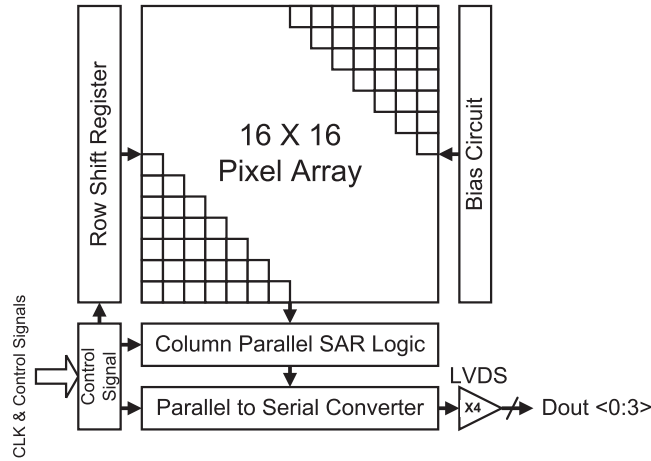 Row Shift Register
16 X 16
Pixel Array
Bias Circuit
CLK & Control Signals
Control
Signal
Column Parallel SAR Logic
Parallel to Serial Converter
LVDS
X4
Dout <0:3>